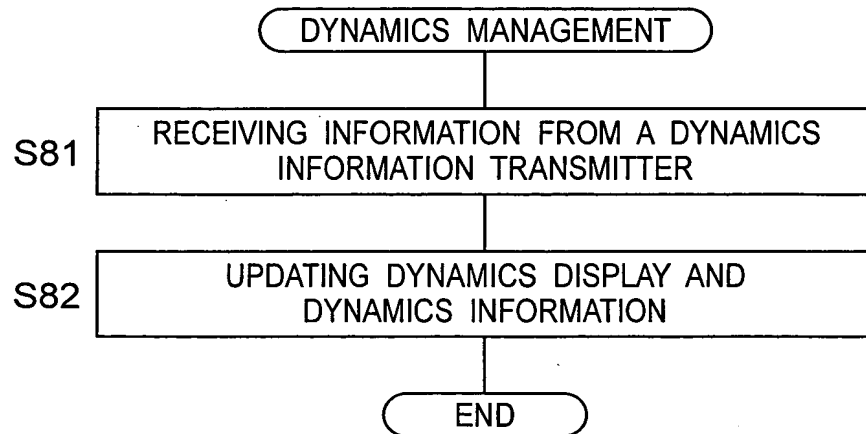 DYNAMICS MANAGEMENT
S81
RECEIVING INFORMATION FROM A DYNAMICS
INFORMATION TRANSMITTER
S82
UPDATING DYNAMICS DISPLAY AND
DYNAMICS INFORMATION
END